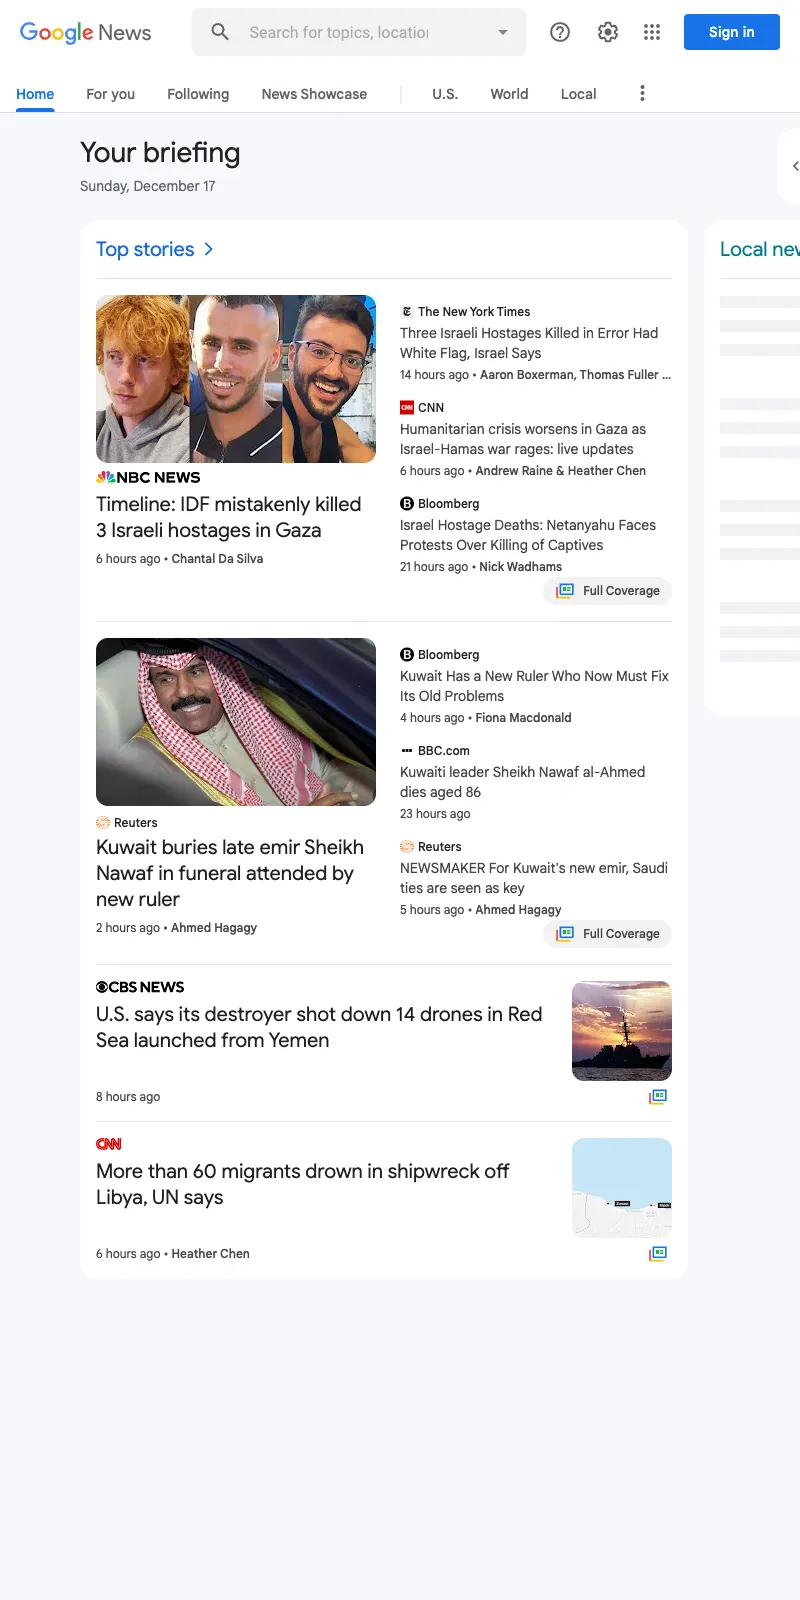 Google News
Search for topics, locatio
Sign in
Home
For you
Following
News Showcase
U.S.
World
Local
Your briefing
Sunday, December 17
Top stories
Local new
NBC NEWS
Timeline: IDF mistakenly killed
3 Israeli hostages in Gaza
6 hours ago • Chantal Da Silva
The New York Times
Three Israeli Hostages Killed in Error Had
White Flag, Israel Says
14 hours ago • Aaron Boxerman, Thomas Fuller ...
CNN
Humanitarian crisis worsens in Gaza as
Israel-Hamas war rages: live updates
6 hours ago • Andrew Raine & Heather Chen
Bloomberg
Israel Hostage Deaths: Netanyahu Faces
Protests Over Killing of Captives
21 hours ago • Nick Wadhams
Full Coverage
Reuters
Kuwait buries late emir Sheikh
Nawaf in funeral attended by
new ruler
2 hours ago • Ahmed Hagagy
Bloomberg
Kuwait Has a New Ruler Who Now Must Fix
Its Old Problems
4 hours ago • Fiona Macdonald
BBC.com
Kuwaiti leader Sheikh Nawaf al-Ahmed
dies aged 86
23 hours ago
Reuters
NEWSMAKER For Kuwait's new emir, Saudi
ties are seen as key
5 hours ago • Ahmed Hagagy
Full Coverage
CBS NEWS
U.S. says its destroyer shot down 14 drones in Red
Sea launched from Yemen
8 hours ago
CNN
More than 60 migrants drown in shipwreck off
Libya, UN says
6 hours ago • Heather Chen